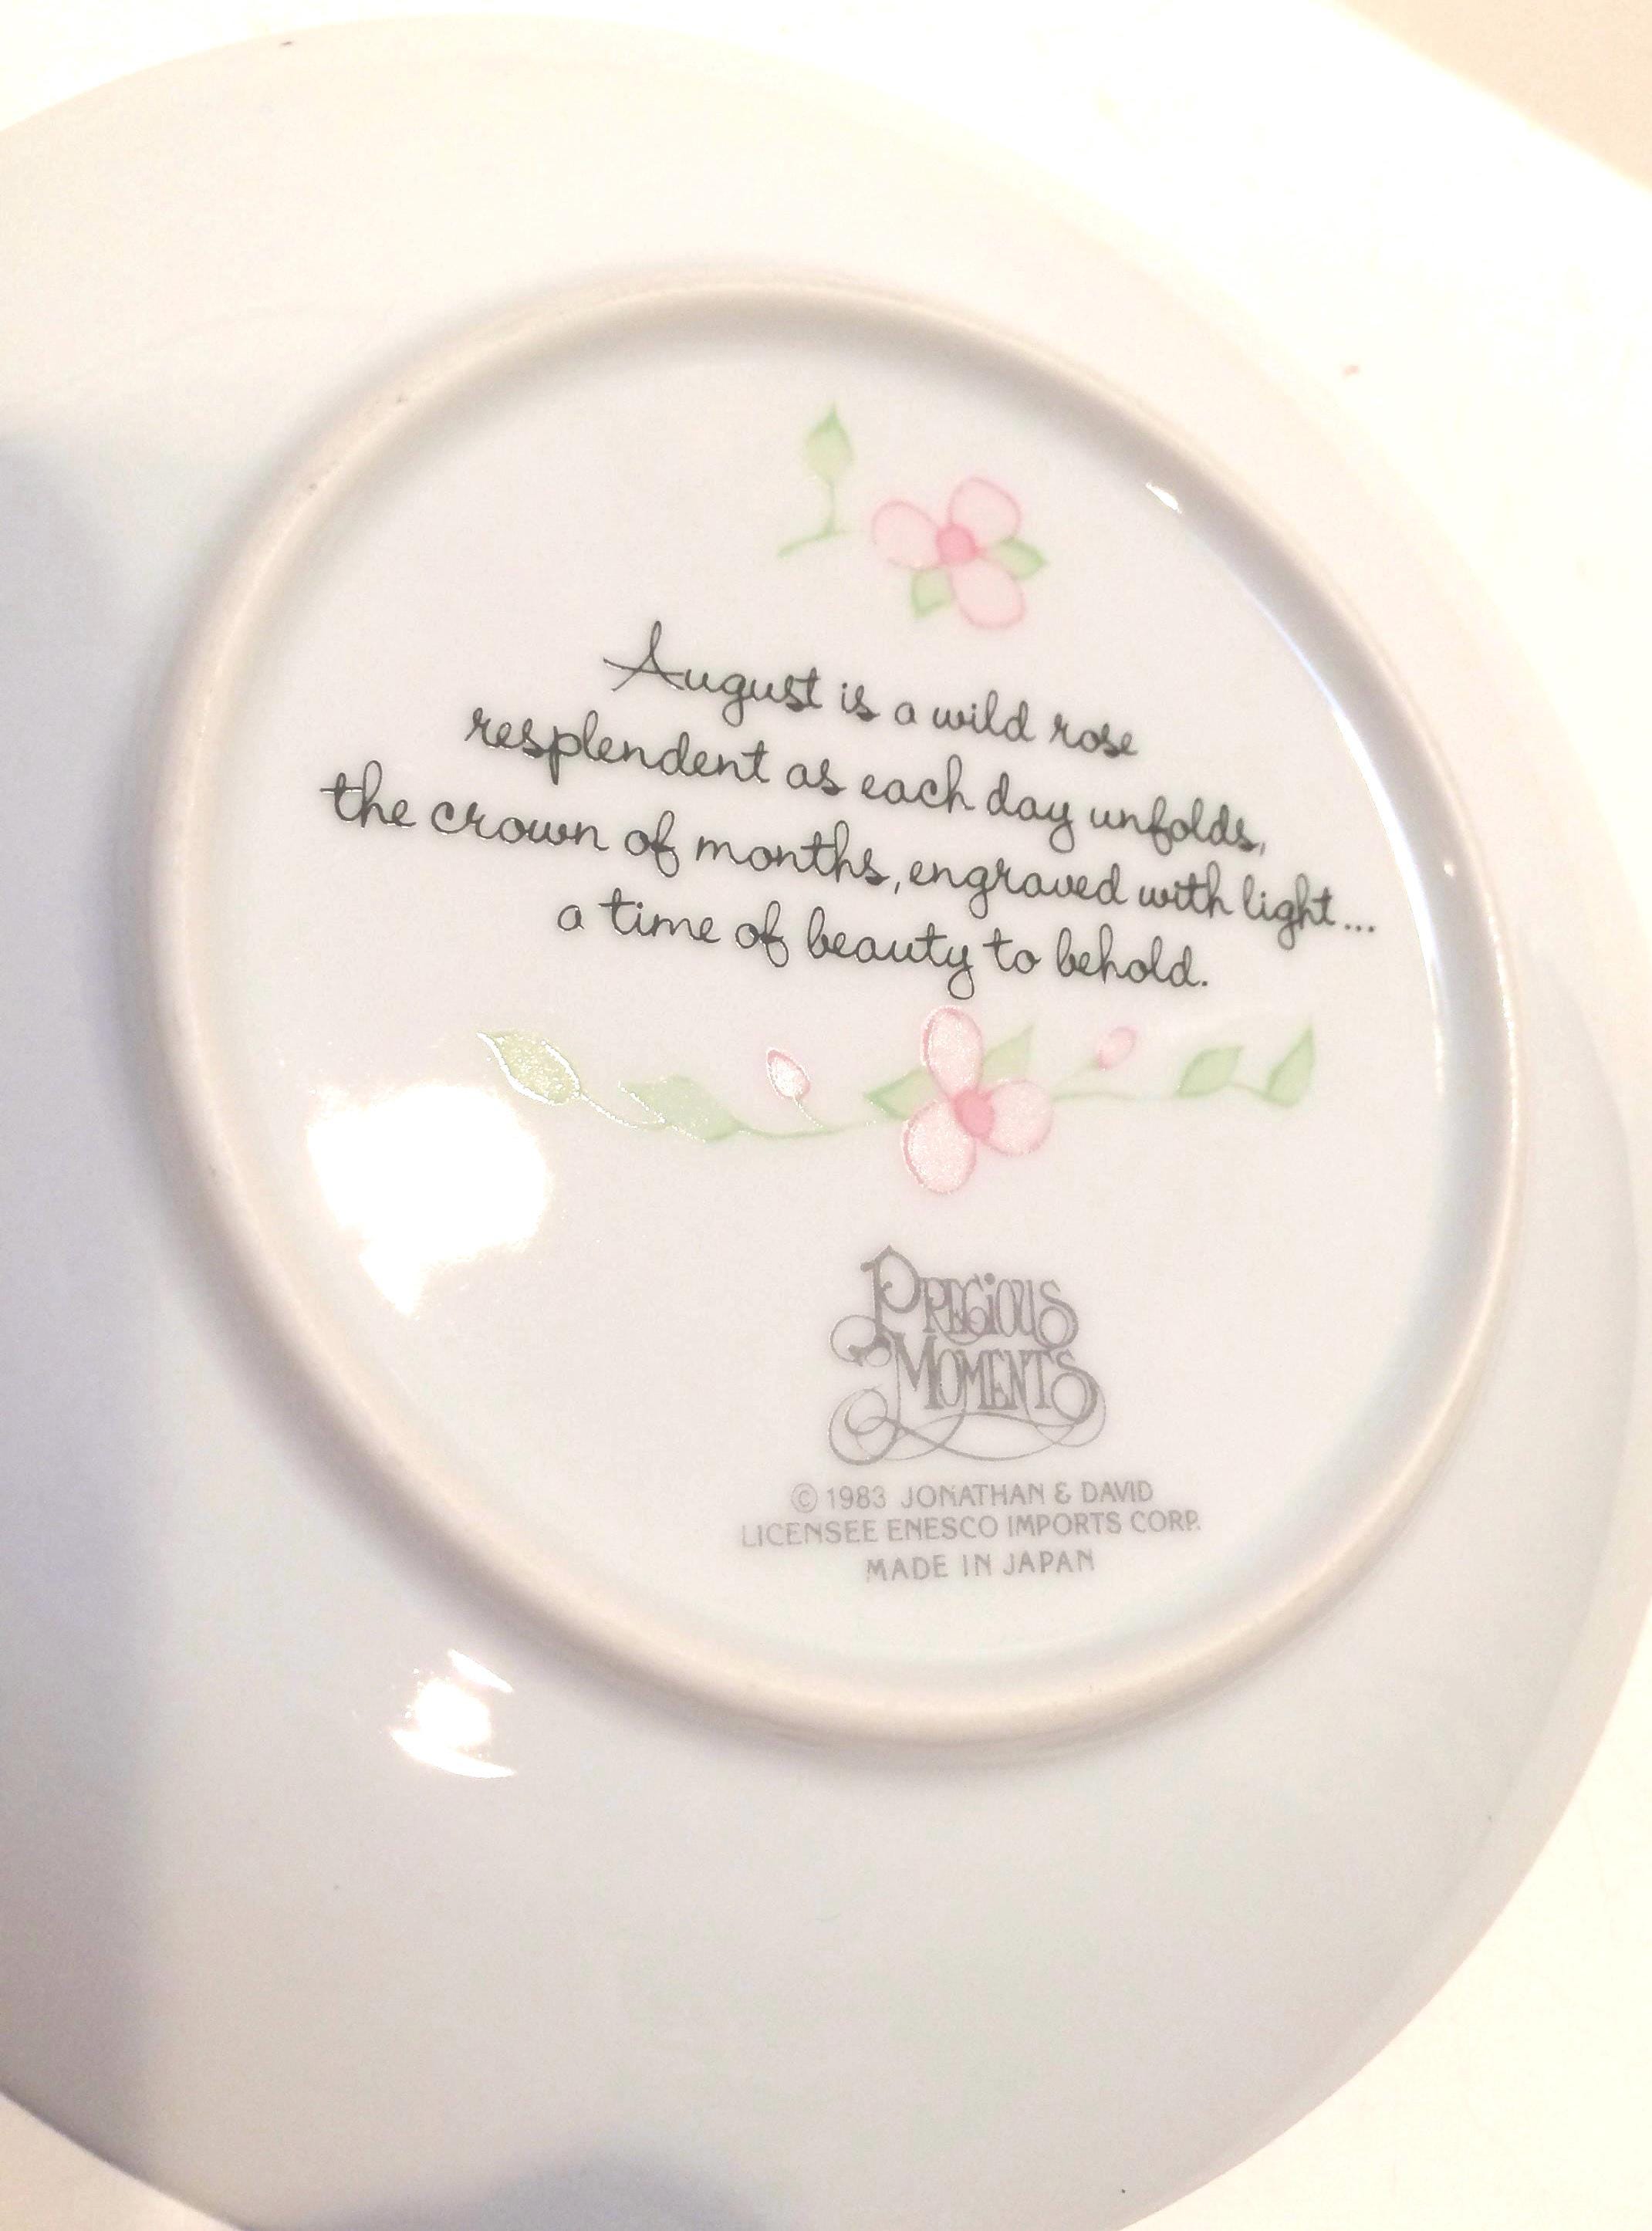 August is a wild rose
resplendent as each day unfolds,
the crown of months, engraved with light...
a time of beauty to behold.
PRECIOUS
MOMENTS
© 1983 JONATHAN & DAVID
LICENSEE ENESCO IMPORTS CORP.
MADE IN JAPAN